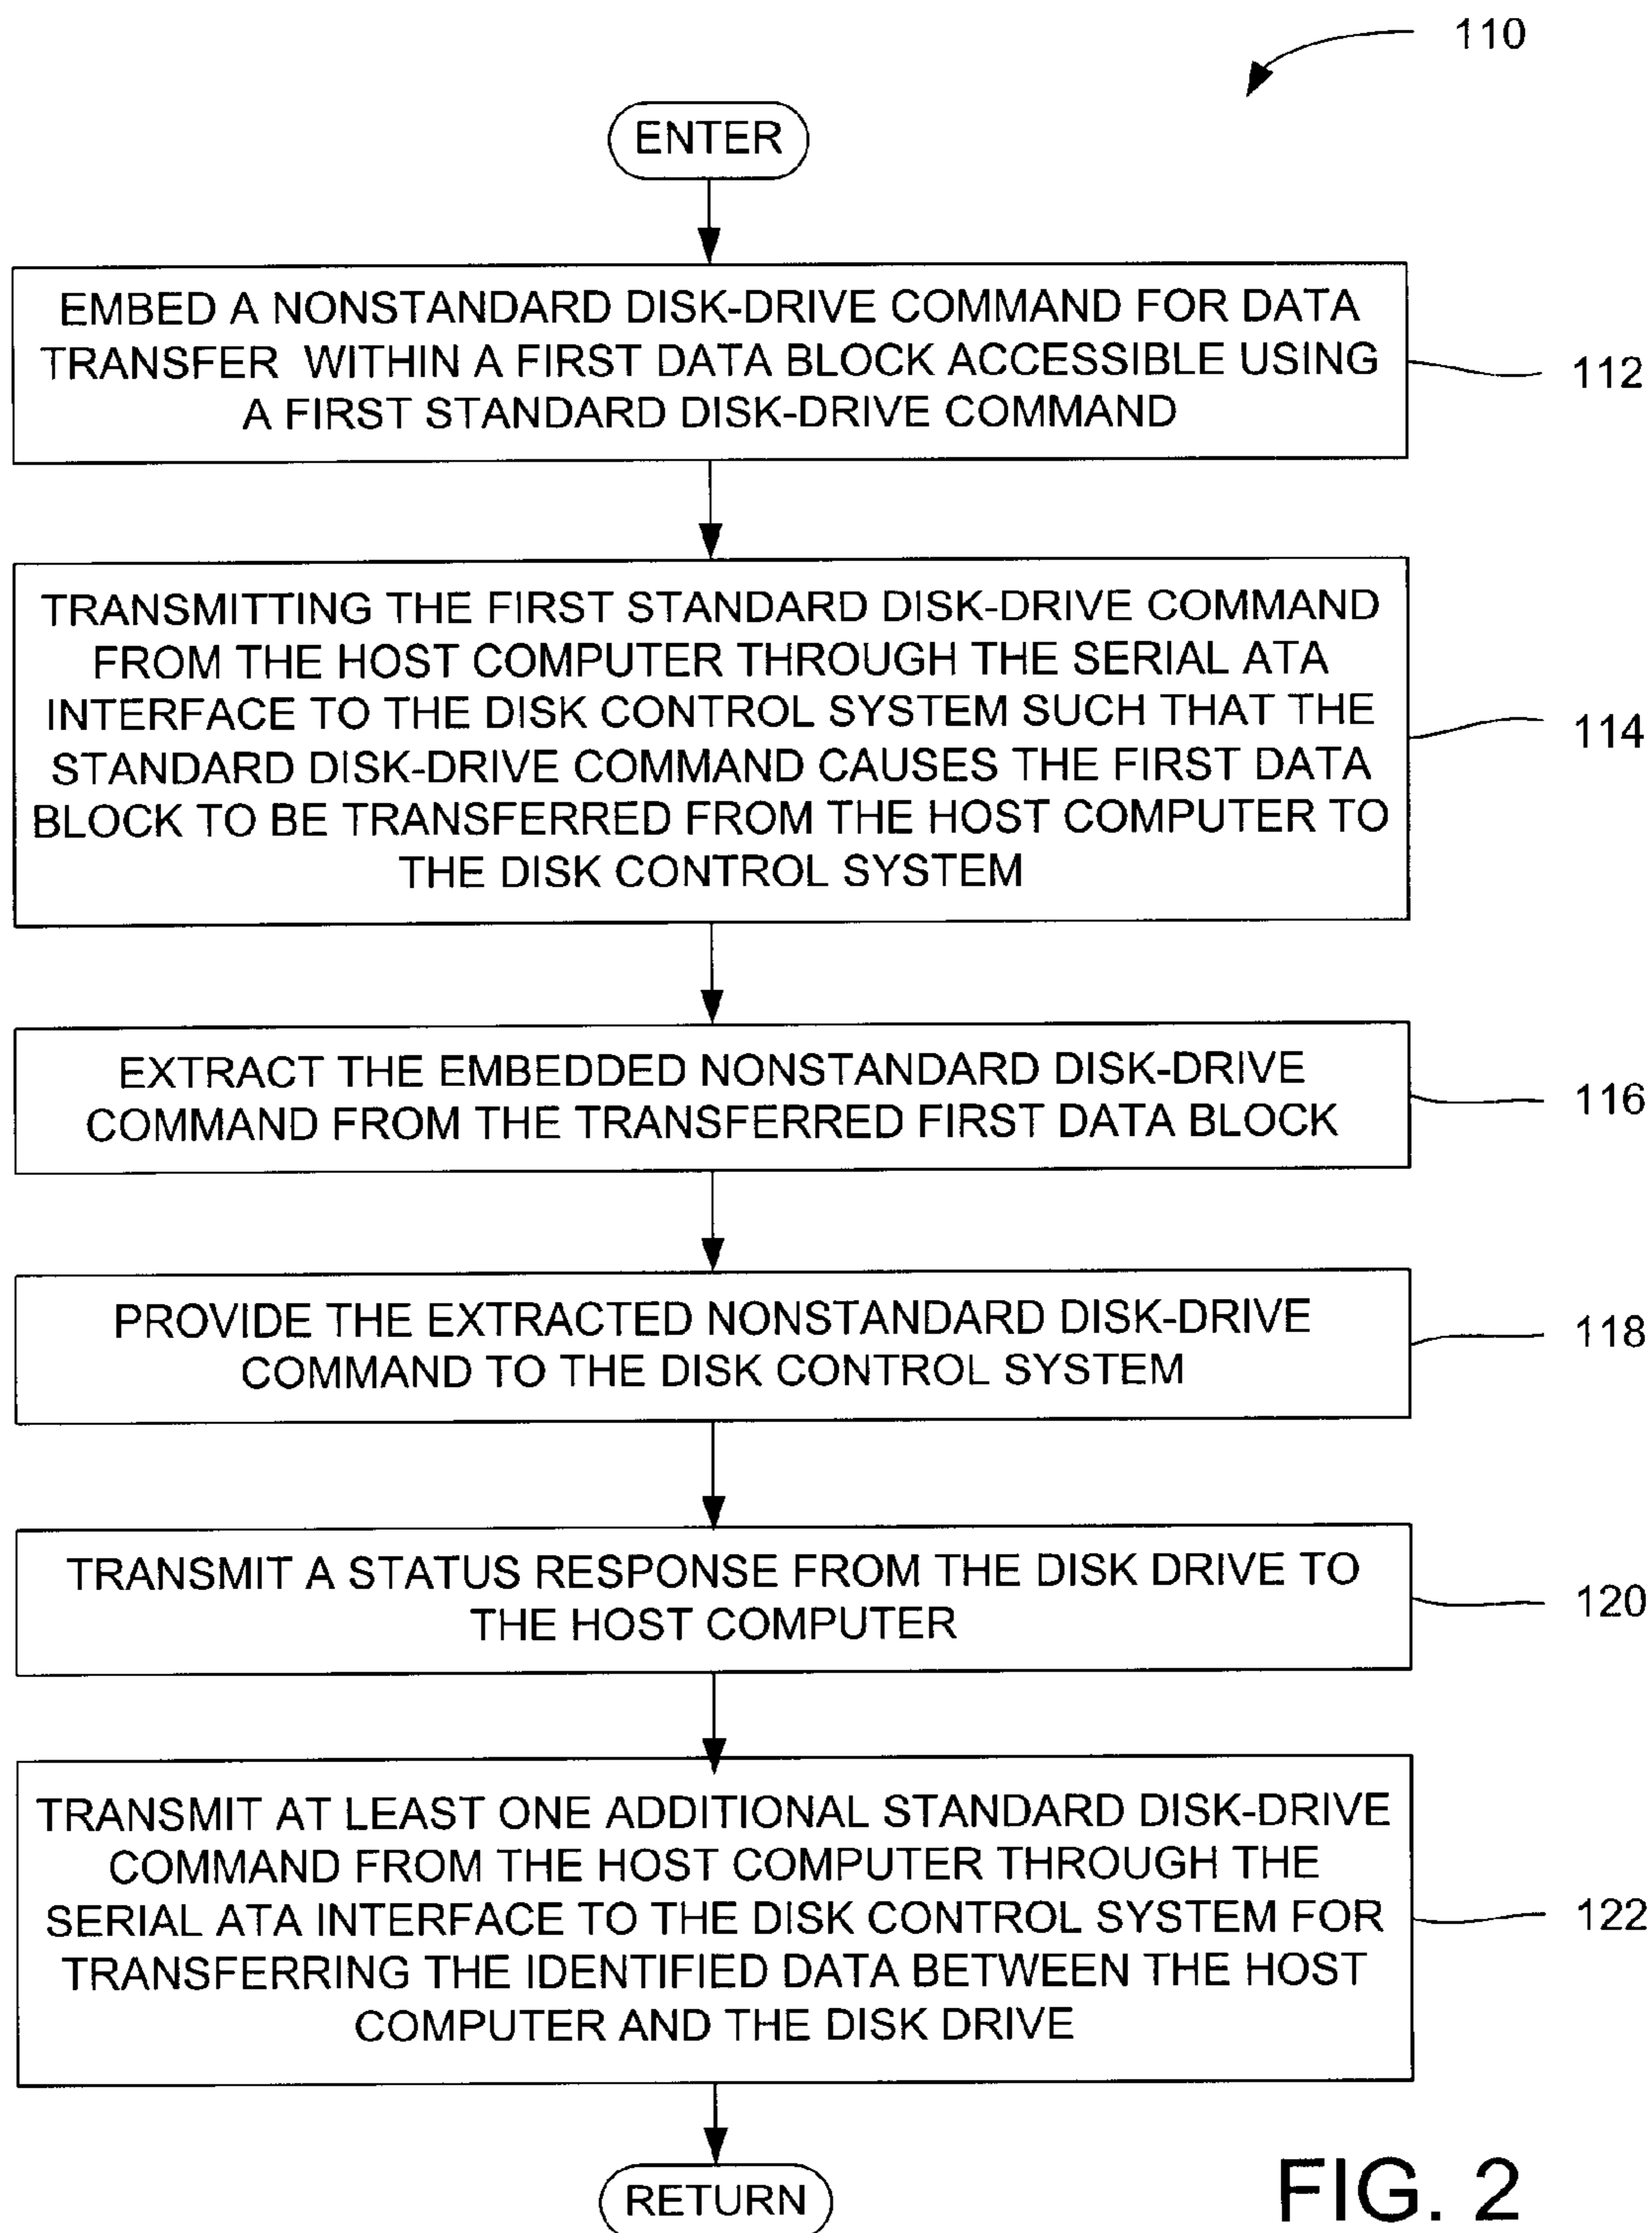 110
ENTER
EMBED A NONSTANDARD DISK-DRIVE COMMAND FOR DATA
TRANSFER WITHIN A FIRST DATA BLOCK ACCESSIBLE USING
A FIRST STANDARD DISK-DRIVE COMMAND
112
TRANSMITTING THE FIRST STANDARD DISK-DRIVE COMMAND
FROM THE HOST COMPUTER THROUGH THE SERIAL ATA
INTERFACE TO THE DISK CONTROL SYSTEM SUCH THAT THE
STANDARD DISK-DRIVE COMMAND CAUSES THE FIRST DATA
BLOCK TO BE TRANSFERRED FROM THE HOST COMPUTER TO
THE DISK CONTROL SYSTEM
114
EXTRACT THE EMBEDDED NONSTANDARD DISK-DRIVE
COMMAND FROM THE TRANSFERRED FIRST DATA BLOCK
116
PROVIDE THE EXTRACTED NONSTANDARD DISK-DRIVE
COMMAND TO THE DISK CONTROL SYSTEM
118
TRANSMIT A STATUS RESPONSE FROM THE DISK DRIVE TO
THE HOST COMPUTER
120
TRANSMIT AT LEAST ONE ADDITIONAL STANDARD DISK-DRIVE
COMMAND FROM THE HOST COMPUTER THROUGH THE
SERIAL ATA INTERFACE TO THE DISK CONTROL SYSTEM FOR
TRANSFERRING THE IDENTIFIED DATA BETWEEN THE HOST
COMPUTER AND THE DISK DRIVE
122
RETURN
FIG. 2